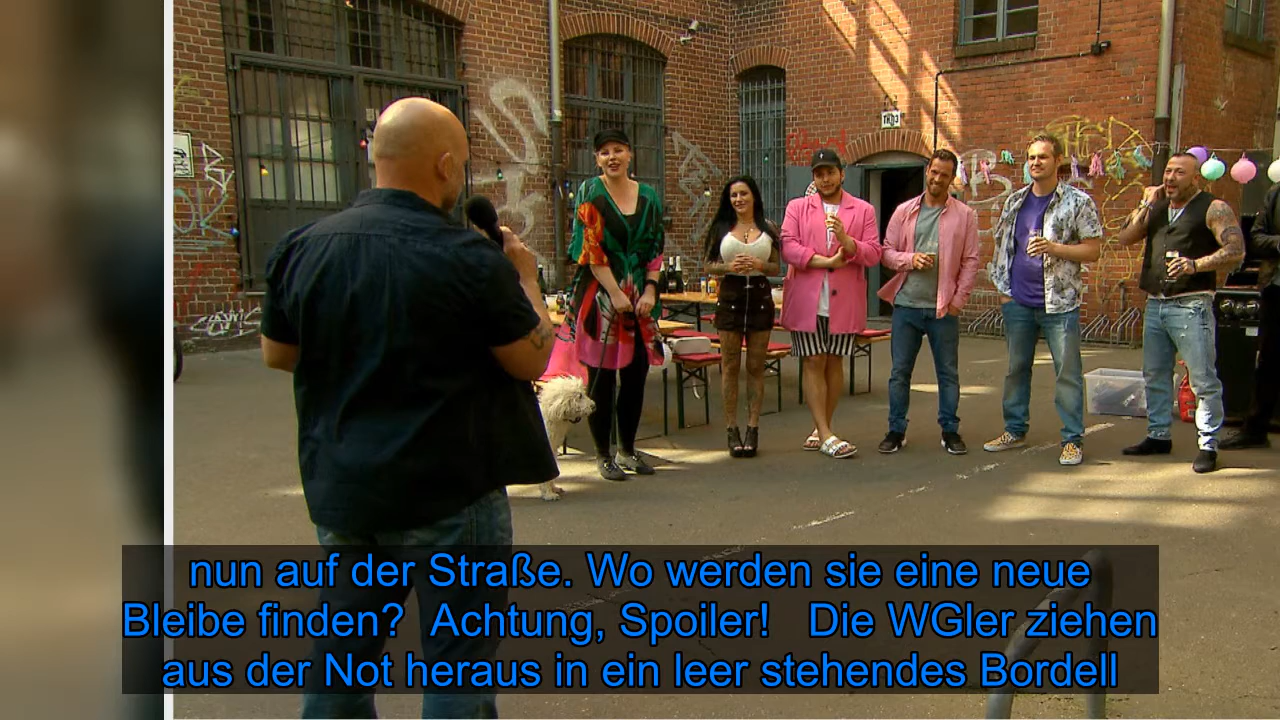 nun auf der Straße. Wo werden sie eine neue
Bleibe finden? Achtung, Spoiler! Die WGler ziehen
aus der Not heraus in ein leer stehendes Bordell